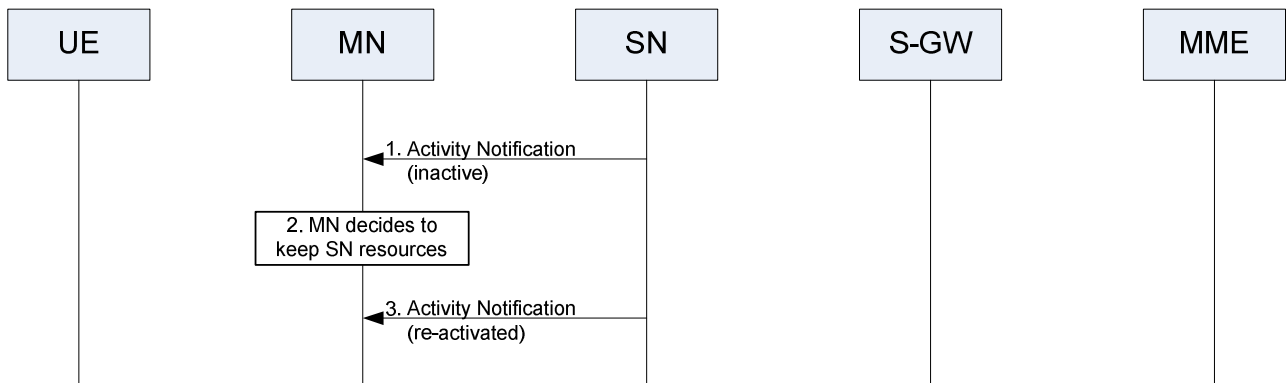 UE
MN
SN
S-GW
MME
1. Activity Notification
(inactive)
2. MN decides to
keep SN resources
3. Activity Notification
(re-activated)